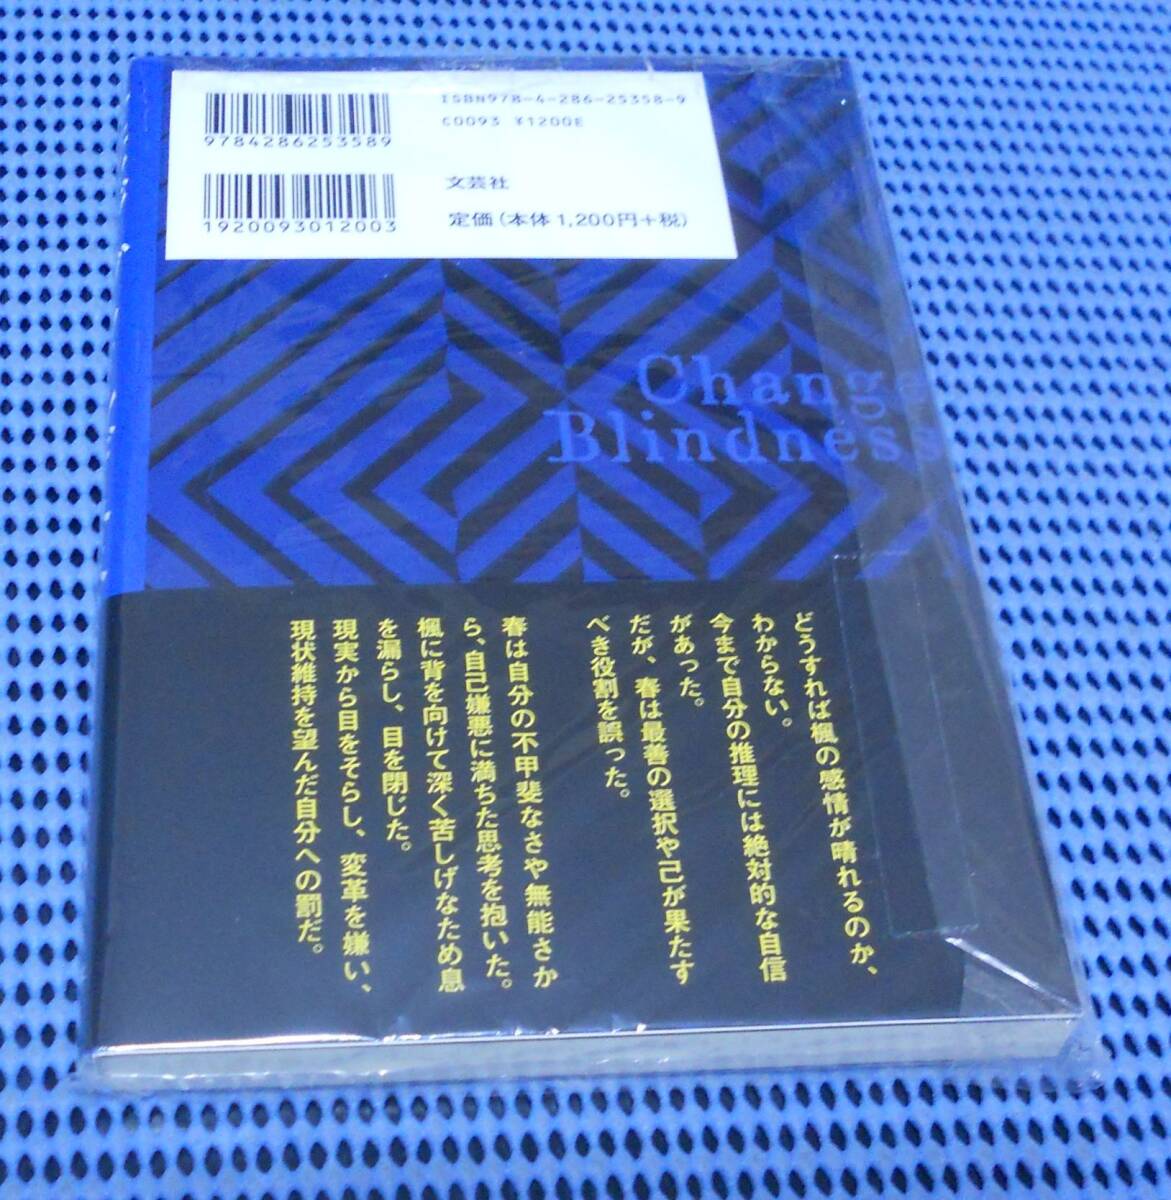 ISBN978-4-286-25358-9
C0093 ¥1200E
9784286253589
文芸社
1920093012003
定価(本体1,200円+税)
Change
Blindness
どうすれば楓の感情が晴れるのか、
わからない。
今まで自分の推理には絶対的な自信
があった。
だが、春は最善の選択や己が果たす
べき役割を誤った。
春は自分の不甲斐なさや無能さか
ら、自己嫌悪に満ちた思考を抱いた。
楓に背を向けて深く苦しげなため息
を漏らし、目を閉じた。
現実から目をそらし、変革を嫌い、
現状維持を望んだ自分への罰だ。